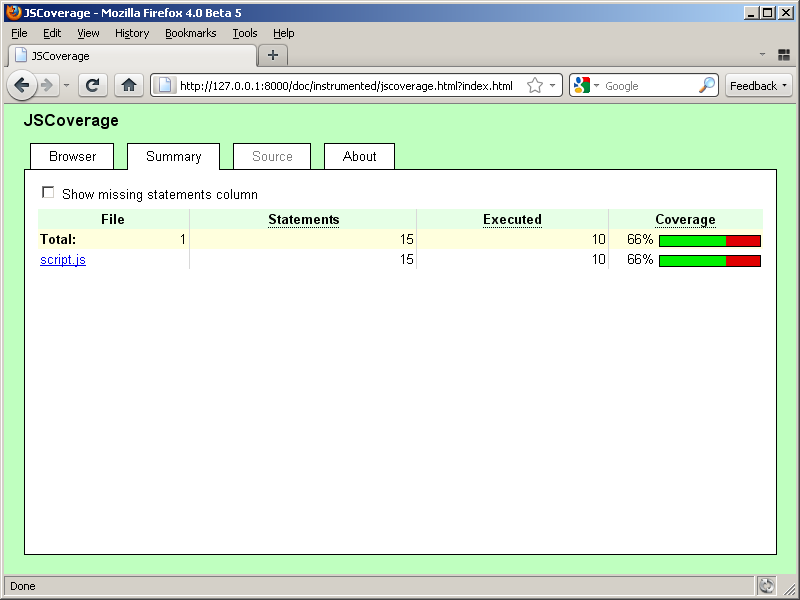 JSCoverage - Mozilla Firefox 4.0 Beta 5
File Edit View History Bookmarks Tools Help
JSCoverage
http://127.0.0.1:8000/doc/instrumented/jscoverage.html?index.html Google Feedback
JSCoverage
Browser Summary Source About
Show missing statements column
File Statements Executed Coverage
Total: 1 15 10 66%
script.js 15 10 66%
Done